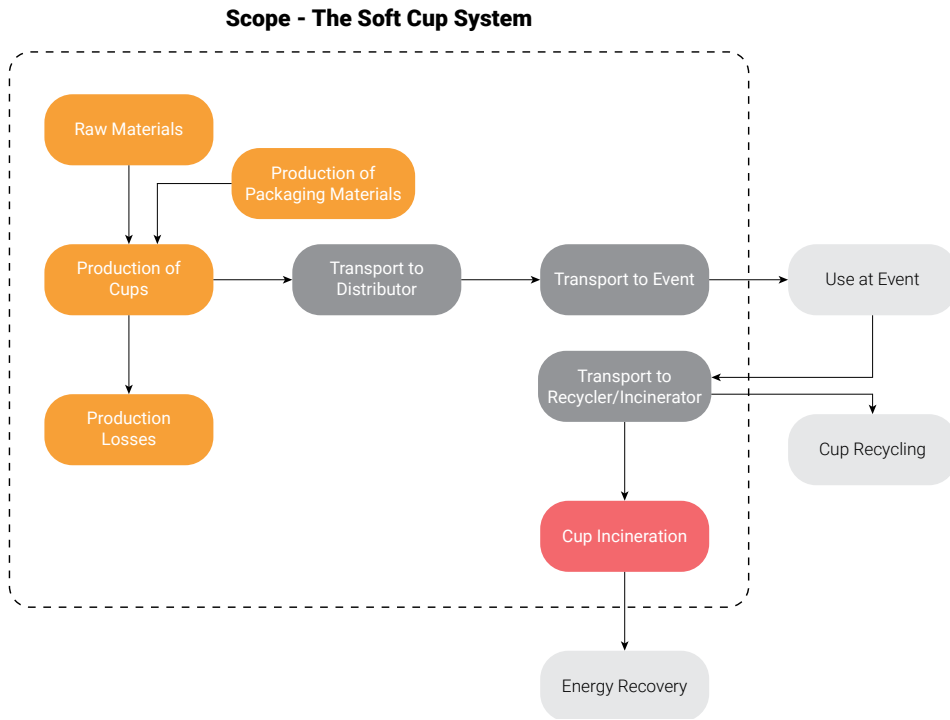 Scope - The Soft Cup System
Raw Materials
Production of
Packaging Materials
Production of
Cups
Transport to
Distributor
Transport to Event
Use at Event
Transport to
Recycler/Incinerator
Production
Losses
Cup Recycling
Cup Incineration
Energy Recovery